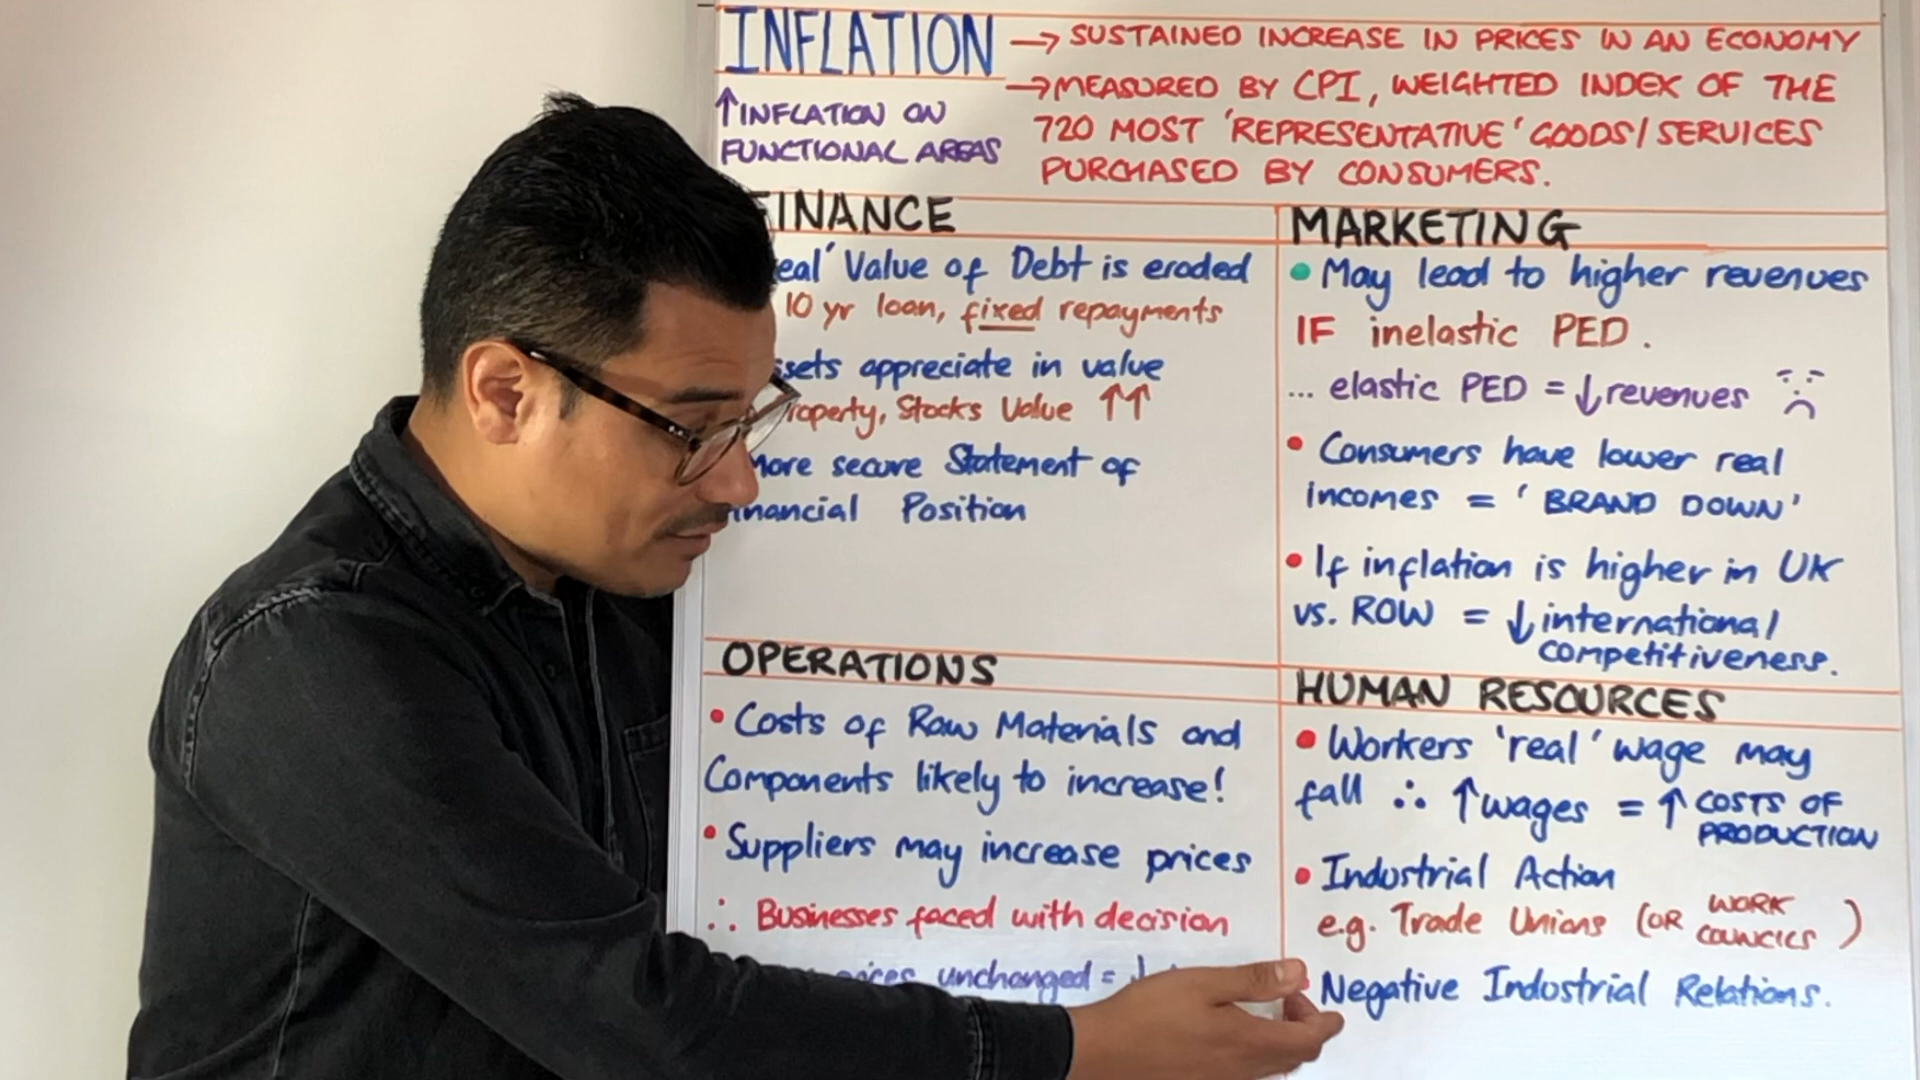 INFLATION → SUSTAINED INCREASE IN PRICES IN AN ECONOMY
→ MEASURED BY CPI, WEIGHTED INDEX OF THE
720 MOST 'REPRESENTATIVE' GOODS/SERVICES
PURCHASED BY CONSUMERS.
↑ INFLATION ON
FUNCTIONAL AREAS
FINANCE
eal' Value of Debt is eroded
10 yr loan, fixed repayments
ssets appreciate in value
roperty, Stocks Value ↑↑
More secure Statement of
inancial Position
MARKETING
• May lead to higher revenues
IF inelastic PED.
... elastic PED = ↓ revenues
• Consumers have lower real
incomes = 'BRAND DOWN'
• If inflation is higher in UK
vs. ROW = ↓ international
competitiveness.
OPERATIONS
• Costs of Raw Materials and
Components likely to increase!
• Suppliers may increase prices
∴ Businesses faced with decision
unchanged = ↓
HUMAN RESOURCES
• Workers 'real' wage may
fall ∴ ↑ wages = ↑ COSTS OF
PRODUCTION
• Industrial Action
e.g. Trade Unions (OR WORK
COUNCILS)
Negative Industrial Relations.